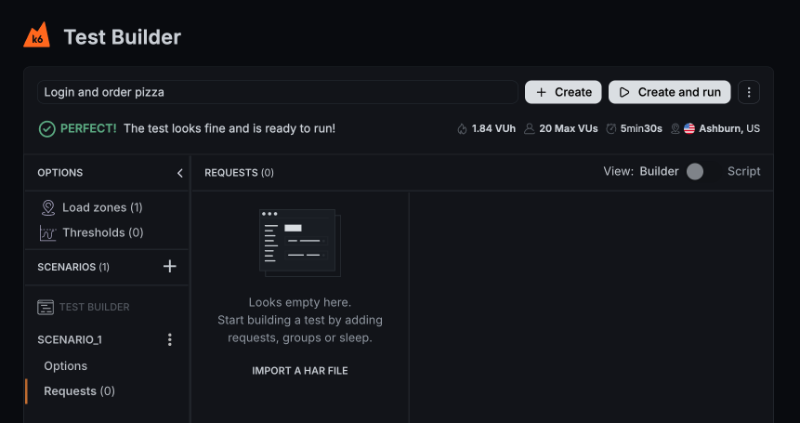 k6
Test Builder
Login and order pizza
+ Create
Create and run
PERFECT! The test looks fine and is ready to run!
1.84 VUh
20 Max VUs
5min30s
Ashburn, US
OPTIONS
REQUESTS (0)
View: Builder
Script
Load zones (1)
Thresholds (0)
SCENARIOS (1)
TEST BUILDER
SCENARIO_1
Options
Requests (0)
Looks empty here.
Start building a test by adding
requests, groups or sleep.
IMPORT A HAR FILE